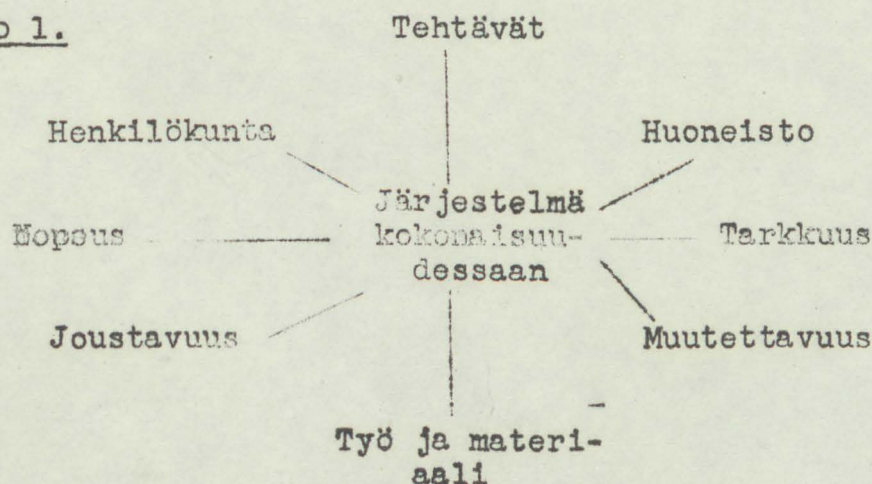 o 1.
Tehtävät
Henkilökunta
Huoneisto
Järjestelmä
Nopeus
kokonaisuu-
Tarkkuus
dessaan
Joustavuus
Muutettavuus
Työ ja materi-
aali